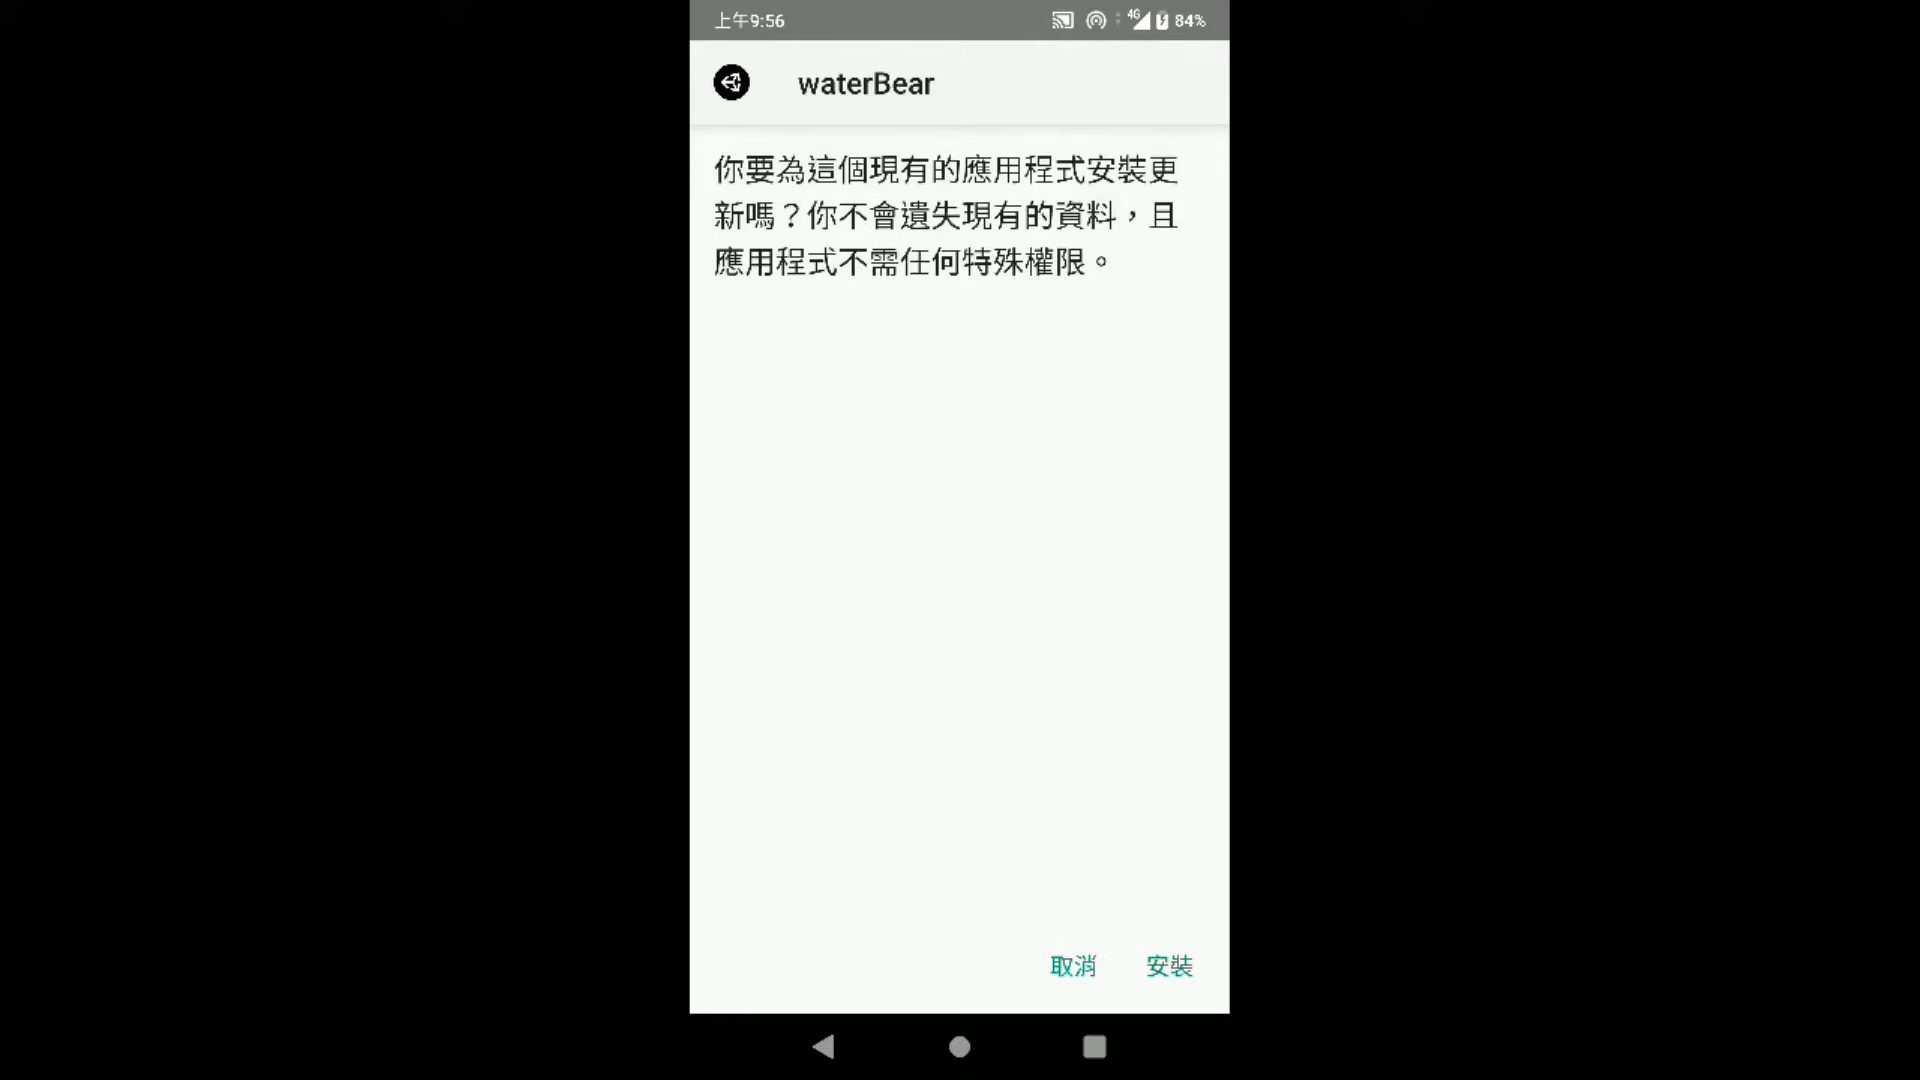 上午9:56
4G
84%
waterBear
你要為這個現有的應用程式安裝更
新嗎？你不會遺失現有的資料，且
應用程式不需任何特殊權限。
取消
安裝